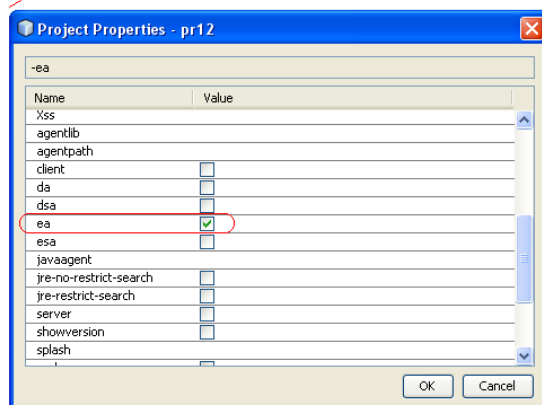 Project Properties - pr12
-ea
Name Value
Xss
agentlib
agentpath
client
da
dsa
ea
esa
javaagent
jre-no-restrict-search
jre-restrict-search
server
showversion
splash
OK Cancel